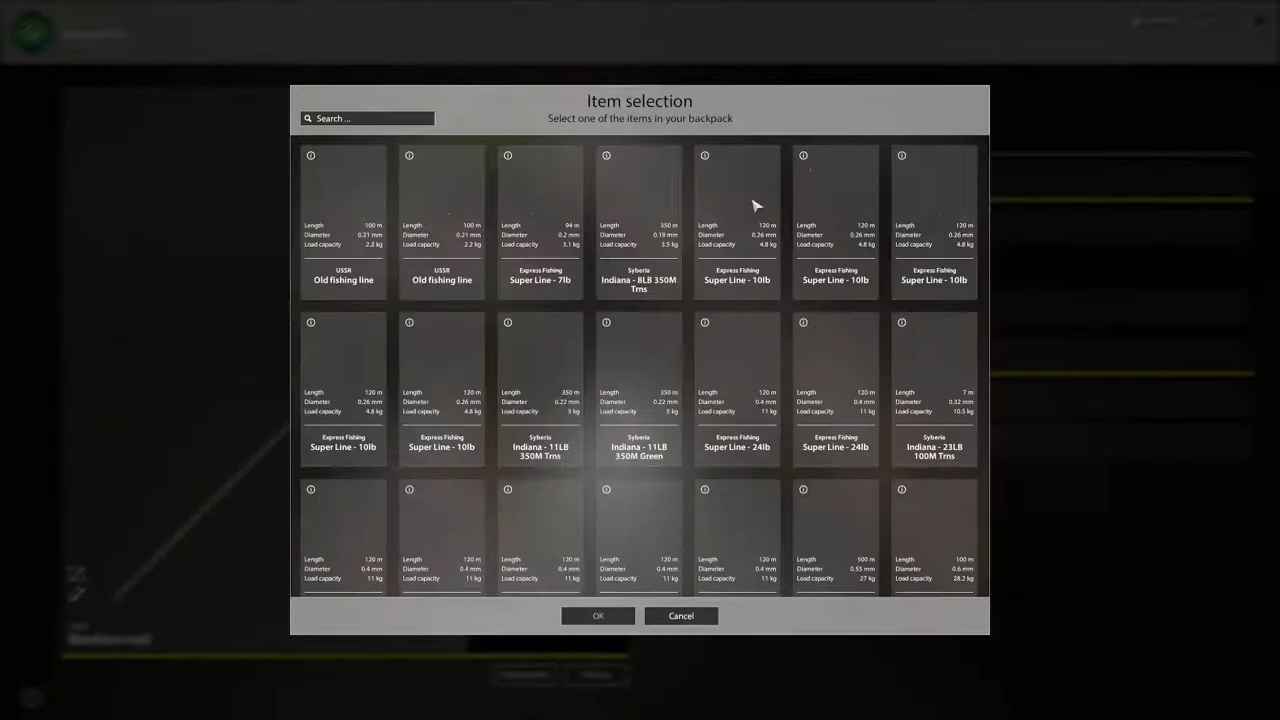 Item selection
Search ...
Select one of the items in your backpack
Length 100 m
Diameter 0.21 mm
Load capacity 2.2 kg
USSR
Old fishing line
Length 100 m
Diameter 0.21 mm
Load capacity 2.2 kg
USSR
Old fishing line
Length 94 m
Diameter 0.2 mm
Load capacity 3.1 kg
Express Fishing
Super Line - 7lb
Length 350 m
Diameter 0.19 mm
Load capacity 3.5 kg
Syberia
Indiana - 8LB 350M
Trns
Length 120 m
Diameter 0.26 mm
Load capacity 4.8 kg
Express Fishing
Super Line - 10lb
Length 120 m
Diameter 0.26 mm
Load capacity 4.8 kg
Express Fishing
Super Line - 10lb
Length 120 m
Diameter 0.26 mm
Load capacity 4.8 kg
Express Fishing
Super Line - 10lb
Length 120 m
Diameter 0.26 mm
Load capacity 4.8 kg
Express Fishing
Super Line - 10lb
Length 120 m
Diameter 0.26 mm
Load capacity 4.8 kg
Express Fishing
Super Line - 10lb
Length 350 m
Diameter 0.22 mm
Load capacity 5 kg
Syberia
Indiana - 11LB
350M Trns
Length 350 m
Diameter 0.22 mm
Load capacity 5 kg
Syberia
Indiana - 11LB
350M Green
Length 120 m
Diameter 0.4 mm
Load capacity 11 kg
Express Fishing
Super Line - 24lb
Length 120 m
Diameter 0.4 mm
Load capacity 11 kg
Express Fishing
Super Line - 24lb
Length 7 m
Diameter 0.32 mm
Load capacity 10.5 kg
Syberia
Indiana - 23LB
100M Trns
Length 120 m
Diameter 0.4 mm
Load capacity 11 kg
Length 120 m
Diameter 0.4 mm
Load capacity 11 kg
Length 120 m
Diameter 0.4 mm
Load capacity 11 kg
Length 120 m
Diameter 0.4 mm
Load capacity 11 kg
Length 120 m
Diameter 0.4 mm
Load capacity 11 kg
Length 500 m
Diameter 0.55 mm
Load capacity 27 kg
Length 100 m
Diameter 0.6 mm
Load capacity 28.2 kg
OK
Cancel